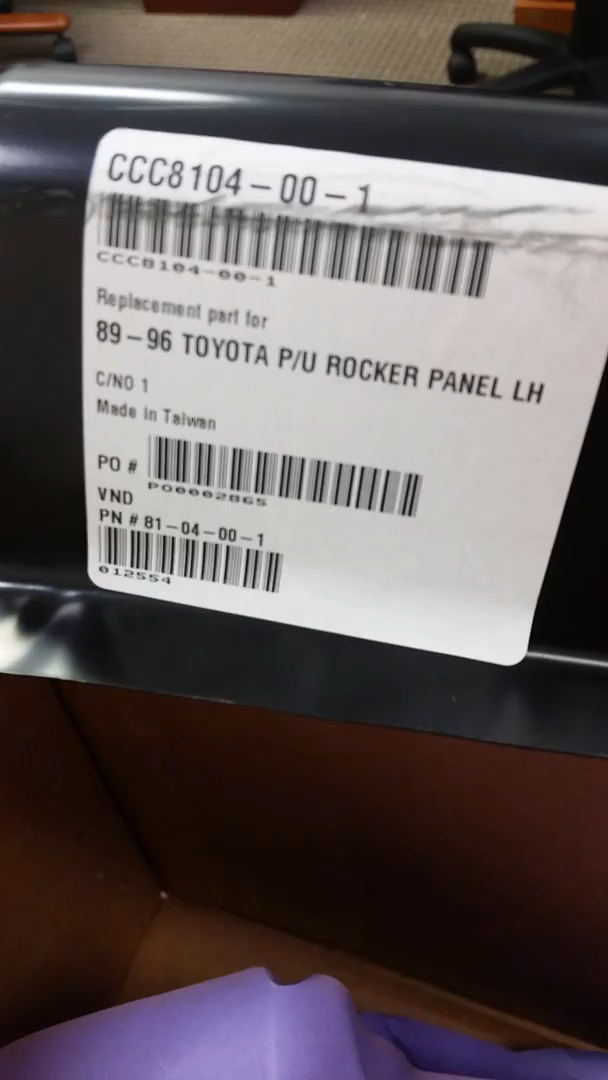 CCC8104-00-1
CCC8104-00-1
Replacement part for
89-96 TOYOTA P/U ROCKER PANEL LH
C/NO 1
Made in Taiwan
PO #
PO0002865
VND
PN # 81-04-00-1
012554